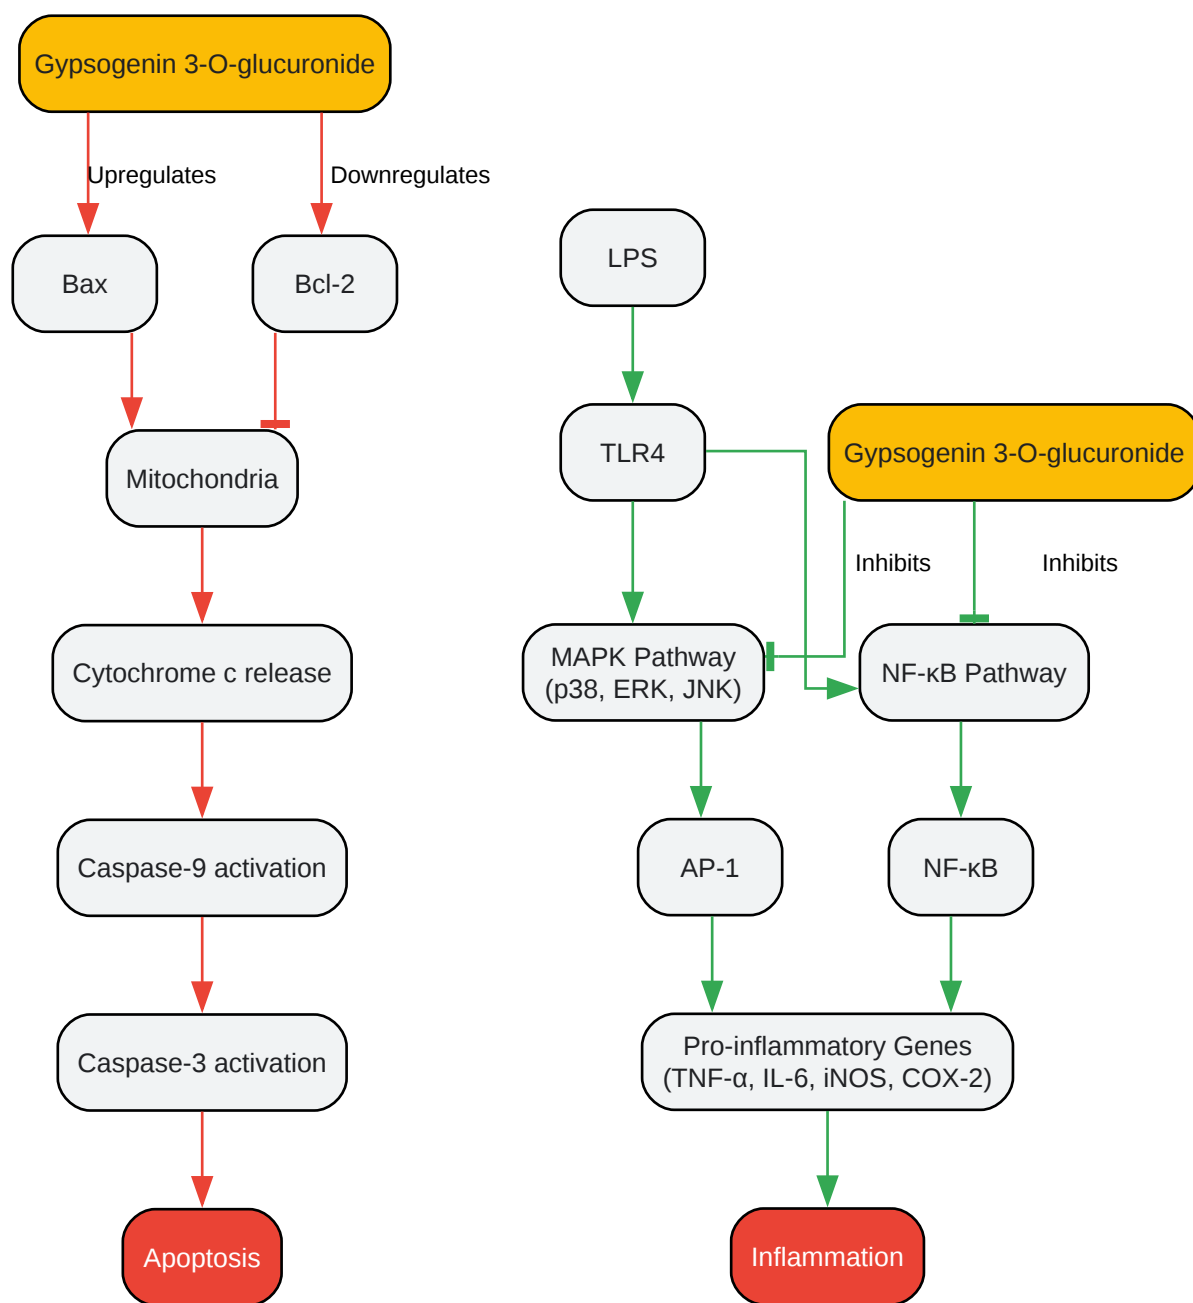 Gypsogenin 3-O-glucuronide
Upregulates
Downregulates
Bax
Bcl-2
Mitochondria
Cytochrome c release
Caspase-9 activation
Caspase-3 activation
Apoptosis
LPS
TLR4
Gypsogenin 3-O-glucuronide
Inhibits
Inhibits
MAPK Pathway
(p38, ERK, JNK)
NF-κB Pathway
AP-1
NF-κB
Pro-inflammatory Genes
(TNF-α, IL-6, iNOS, COX-2)
Inflammation